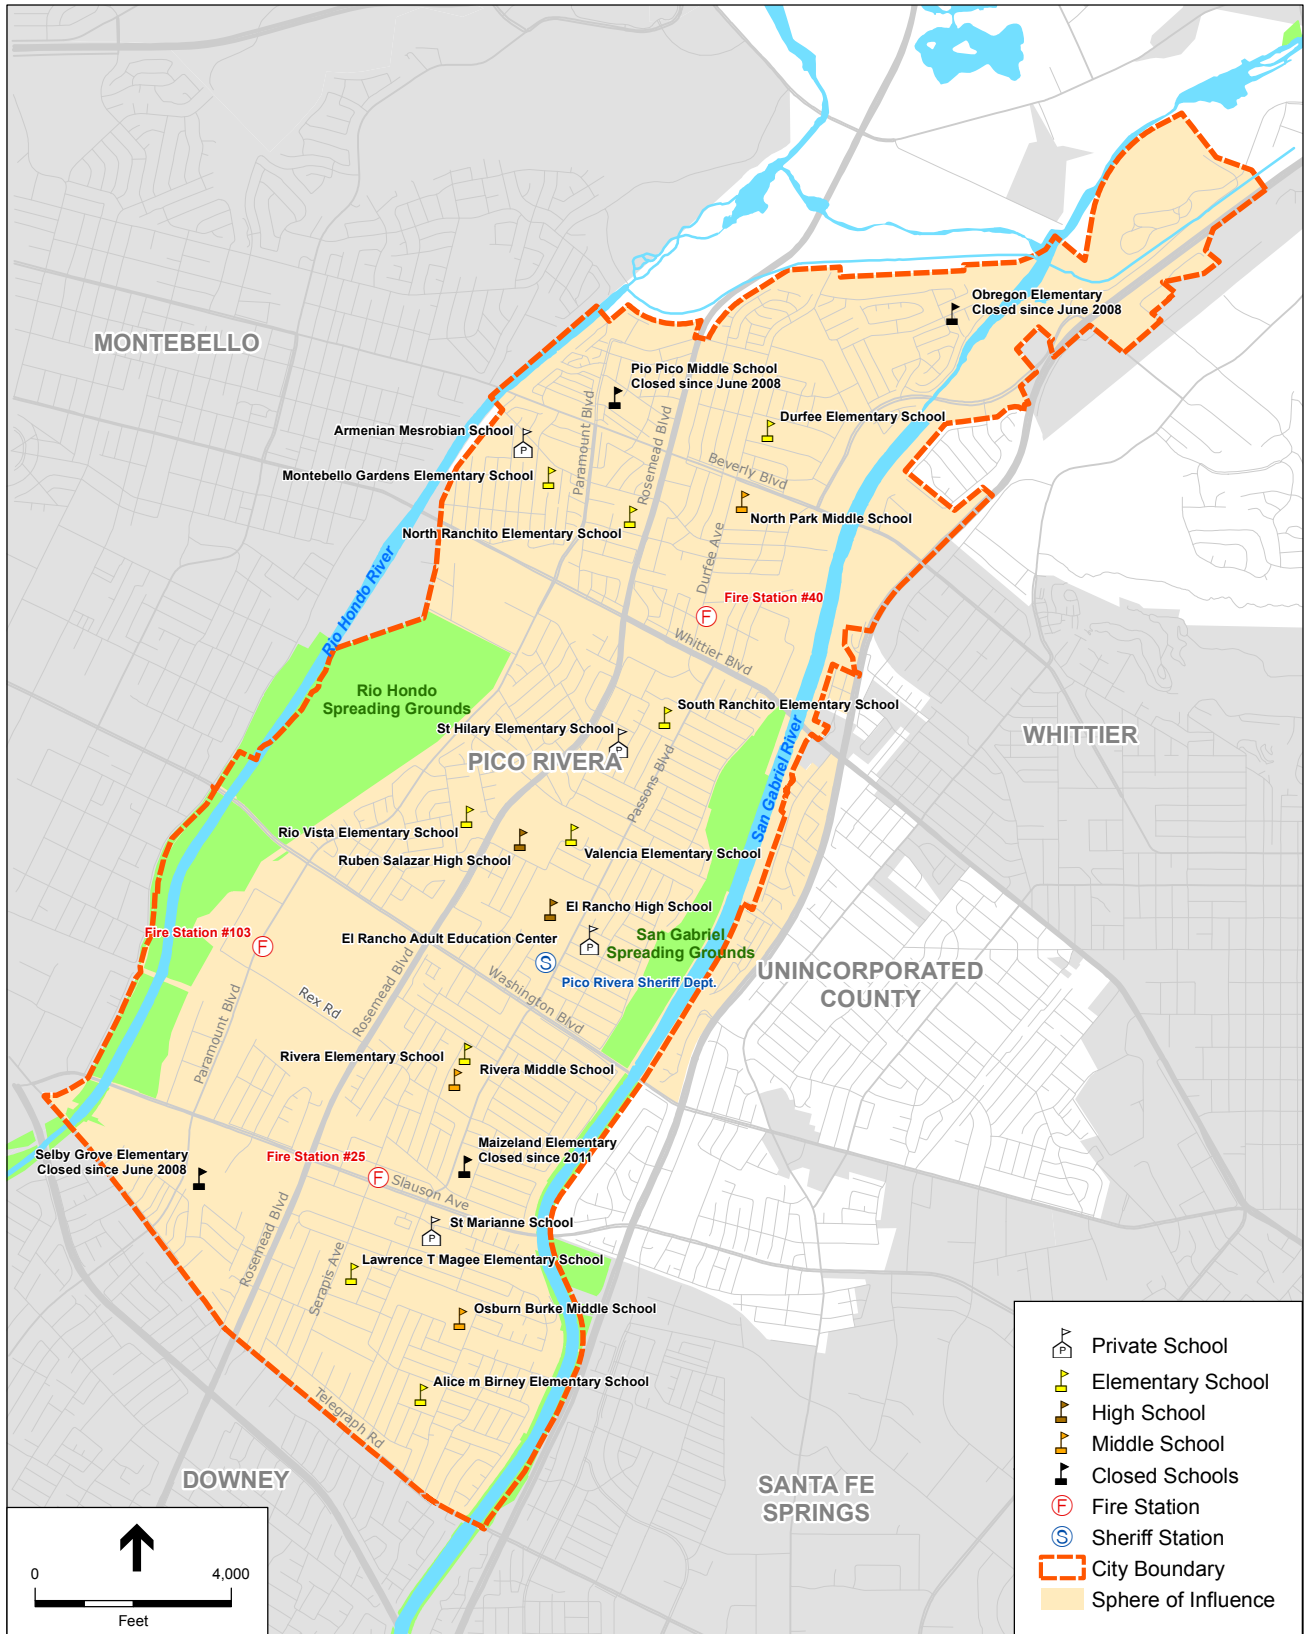 Obregon Elementary
Closed since June 2008
MONTEBELLO
Pio Pico Middle School
Closed since June 2008
Paramount Blvd
Rosemead Blvd
Durfee Elementary School
Armenian Mesrobian School
P
Beverly Blvd
Montebello Gardens Elementary School
North Park Middle School
North Ranchito Elementary School
Durfee Ave
Rio Hondo River
Fire Station #40
F
Whittier Blvd
Rio Hondo
Spreading Grounds
South Ranchito Elementary School
St Hilary Elementary School
P
WHITTIER
PICO RIVERA
San Gabriel River
Passons Blvd
Rio Vista Elementary School
Ruben Salazar High School
Valencia Elementary School
El Rancho High School
Fire Station #103
F
El Rancho Adult Education Center
P
San Gabriel
Spreading Grounds
S
Pico Rivera Sheriff Dept.
UNINCORPORATED
COUNTY
Rex Rd
Rosemead Blvd
Washington Blvd
Paramount Blvd
Rivera Elementary School
Rivera Middle School
Maizeland Elementary
Closed since 2011
Selby Grove Elementary
Closed since June 2008
Fire Station #25
F
Slauson Ave
St Marianne School
P
Rosemead Blvd
Serapis Ave
Lawrence T Magee Elementary School
Osburn Burke Middle School
Alice m Birney Elementary School
Telegraph Rd
DOWNEY
SANTA FE
SPRINGS
P
Private School
Elementary School
High School
Middle School
Closed Schools
F
Fire Station
S
Sheriff Station
City Boundary
Sphere of Influence
0 4,000
Feet